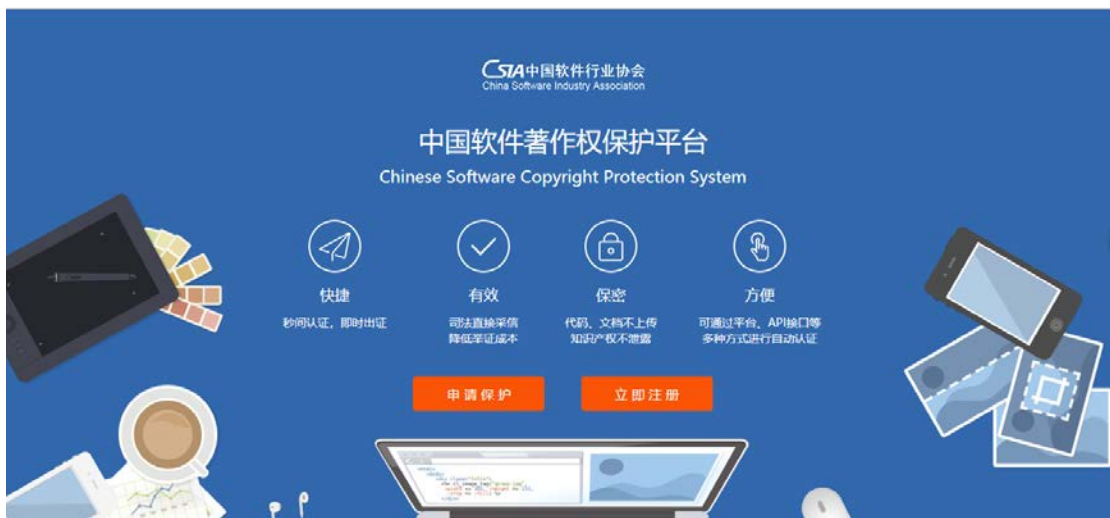 CSIA中国软件行业协会
China Software Industry Association
中国软件著作权保护平台
Chinese Software Copyright Protection System
快捷
有效
保密
方便
秒间认证，即时出证
司法直接采信
降低举证成本
代码、文档不上传
知识产权不泄露
可通过平台、API接口等
多种方式进行自动认证
申请保护
立即注册